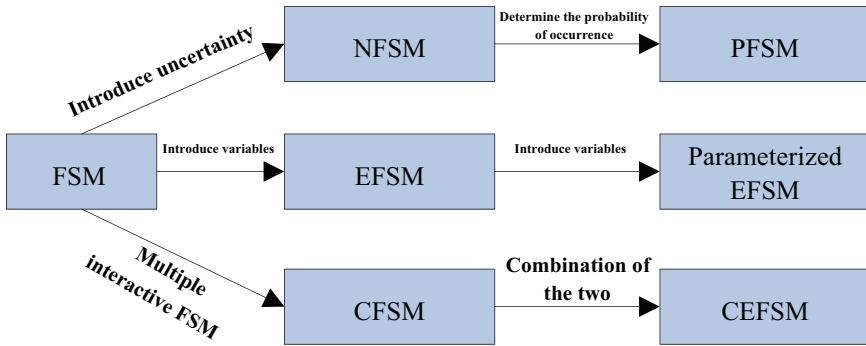 Introduce uncertainty
NFSM
Determine the probability
of occurrence
PFSM
FSM
Introduce variables
EFSM
Introduce variables
Parameterized
EFSM
Multiple
interactive FSM
CFSM
Combination of
the two
CEFSM